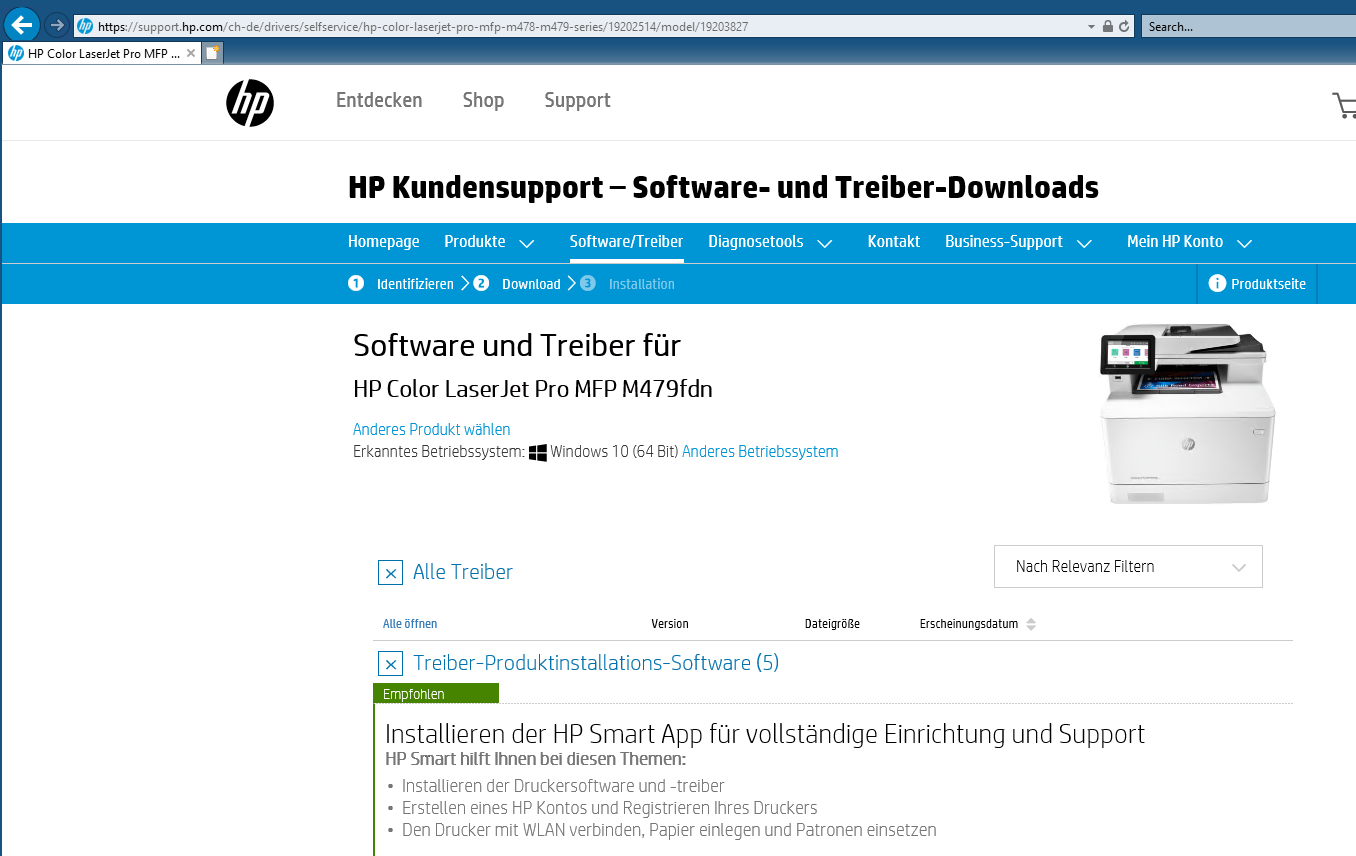 https://support.hp.com/ch-de/drivers/selfservice/hp-color-laserjet-pro-mfp-m478-m479-series/19202514/model/19203827
Search...
HP Color LaserJet Pro MFP ...
hp
Entdecken Shop Support
HP Kundensupport – Software- und Treiber-Downloads
Homepage Produkte Software/Treiber Diagnosetools Kontakt Business-Support Mein HP Konto
1 Identifizieren 2 Download 3 Installation Produktseite
Software und Treiber für
HP Color LaserJet Pro MFP M479fdn
Anderes Produkt wählen
Erkanntes Betriebssystem: Windows 10 (64 Bit) Anderes Betriebssystem
Alle Treiber
Nach Relevanz Filtern
Alle öffnen Version Dateigröße Erscheinungsdatum
Treiber-Produktinstallations-Software (5)
Empfohlen
Installieren der HP Smart App für vollständige Einrichtung und Support
HP Smart hilft Ihnen bei diesen Themen:
• Installieren der Druckersoftware und -treiber
• Erstellen eines HP Kontos und Registrieren Ihres Druckers
• Den Drucker mit WLAN verbinden, Papier einlegen und Patronen einsetzen